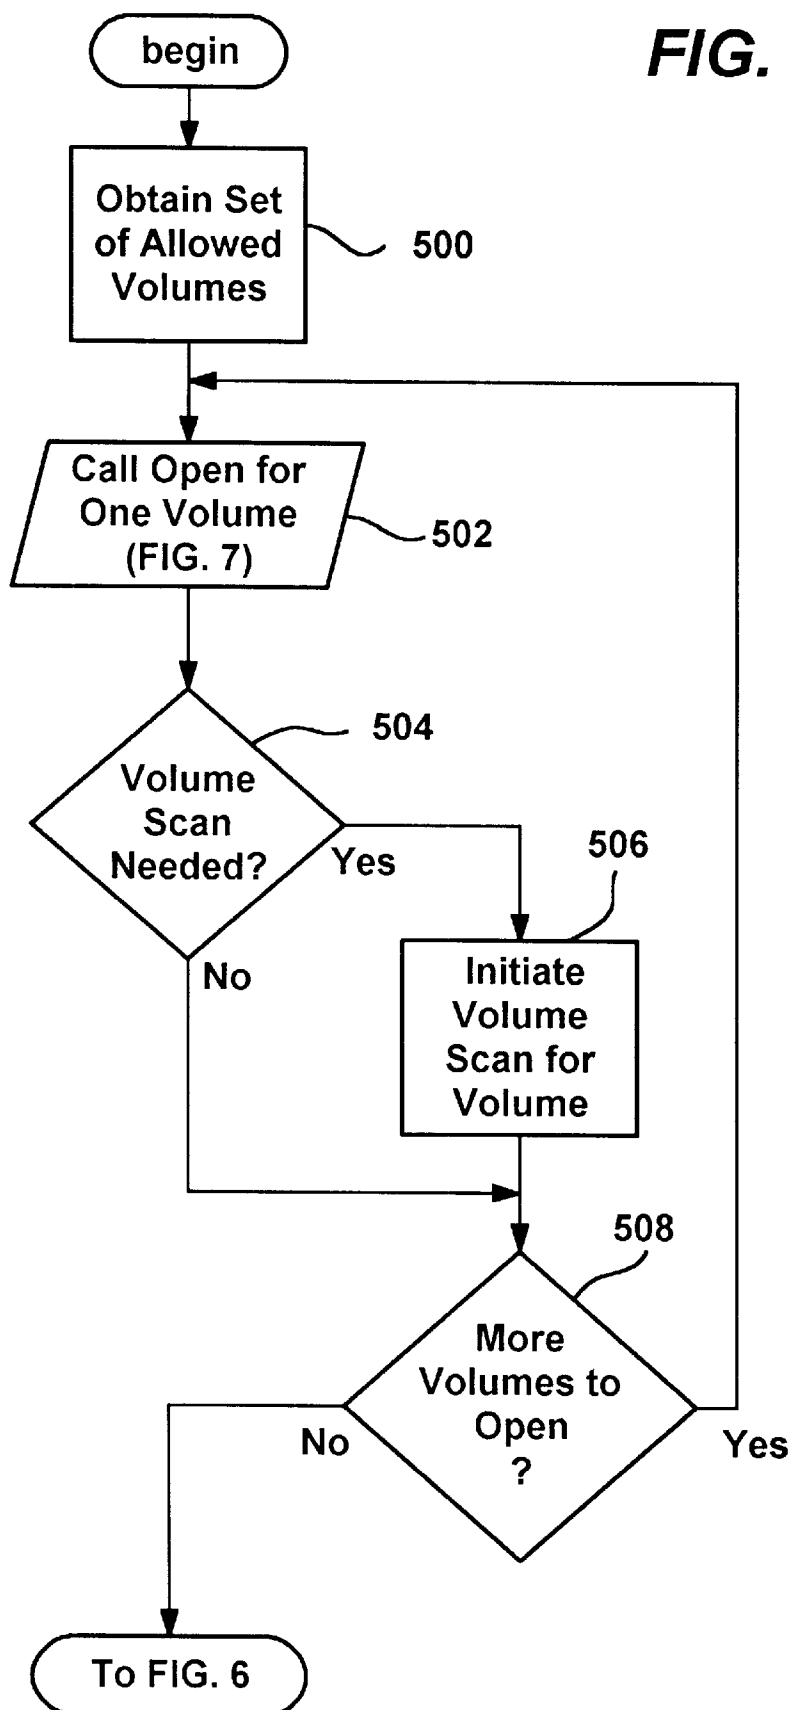 begin
FIG.
Obtain Set
of Allowed
Volumes
500
Call Open for
One Volume
(FIG. 7)
502
504
Volume
Scan
Needed?
Yes
No
506
Initiate
Volume
Scan for
Volume
508
More
Volumes to
Open
?
No
Yes
To FIG. 6